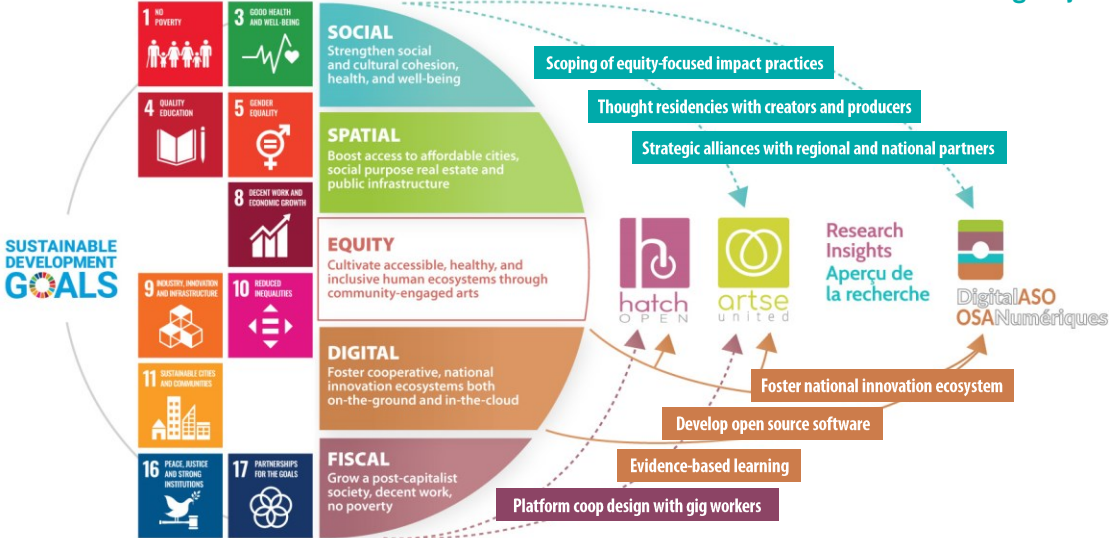 SUSTAINABLE
DEVELOPMENT
GOALS
1 NO
POVERTY
3 GOOD HEALTH
AND WELL-BEING
4 QUALITY
EDUCATION
5 GENDER
EQUALITY
8 DECENT WORK AND
ECONOMIC GROWTH
9 INDUSTRY, INNOVATION
AND INFRASTRUCTURE
10 REDUCED
INEQUALITIES
11 SUSTAINABLE CITIES
AND COMMUNITIES
16 PEACE, JUSTICE
AND STRONG
INSTITUTIONS
17 PARTNERSHIPS
FOR THE GOALS
SOCIAL
Strengthen social
and cultural cohesion,
health, and well-being
SPATIAL
Boost access to affordable cities,
social purpose real estate and
public infrastructure
EQUITY
Cultivate accessible, healthy, and
inclusive human ecosystems through
community-engaged arts
DIGITAL
Foster cooperative, national
innovation ecosystems both
on-the-ground and in-the-cloud
FISCAL
Grow a post-capitalist
society, decent work,
no poverty
Scoping of equity-focused impact practices
Thought residencies with creators and producers
Strategic alliances with regional and national partners
hatch
OPEN
artse
united
Research
Insights
Aperçu de
la recherche
DigitalASO
OSANumériques
Foster national innovation ecosystem
Develop open source software
Evidence-based learning
Platform coop design with gig workers